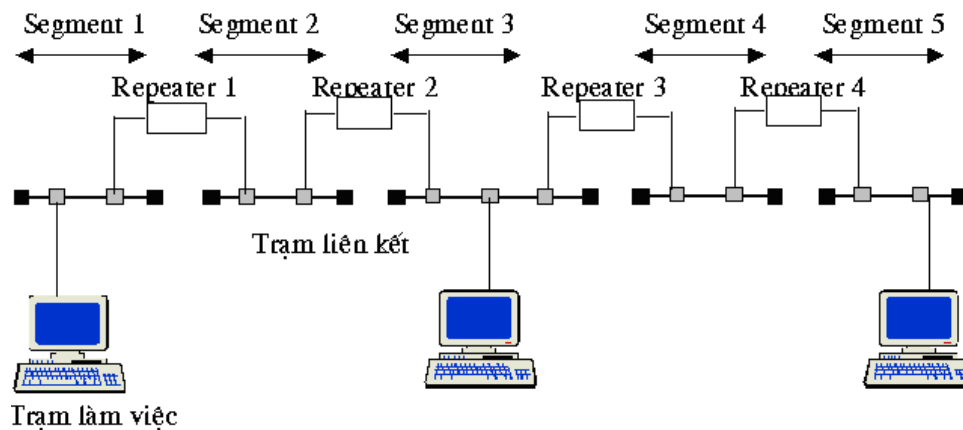 Segment 1 Segment 2 Segment 3 Segment 4 Segment 5
Repeater 1 Repeater 2 Repeater 3 Repeater 4
Trạm liên kết
Trạm làm việc